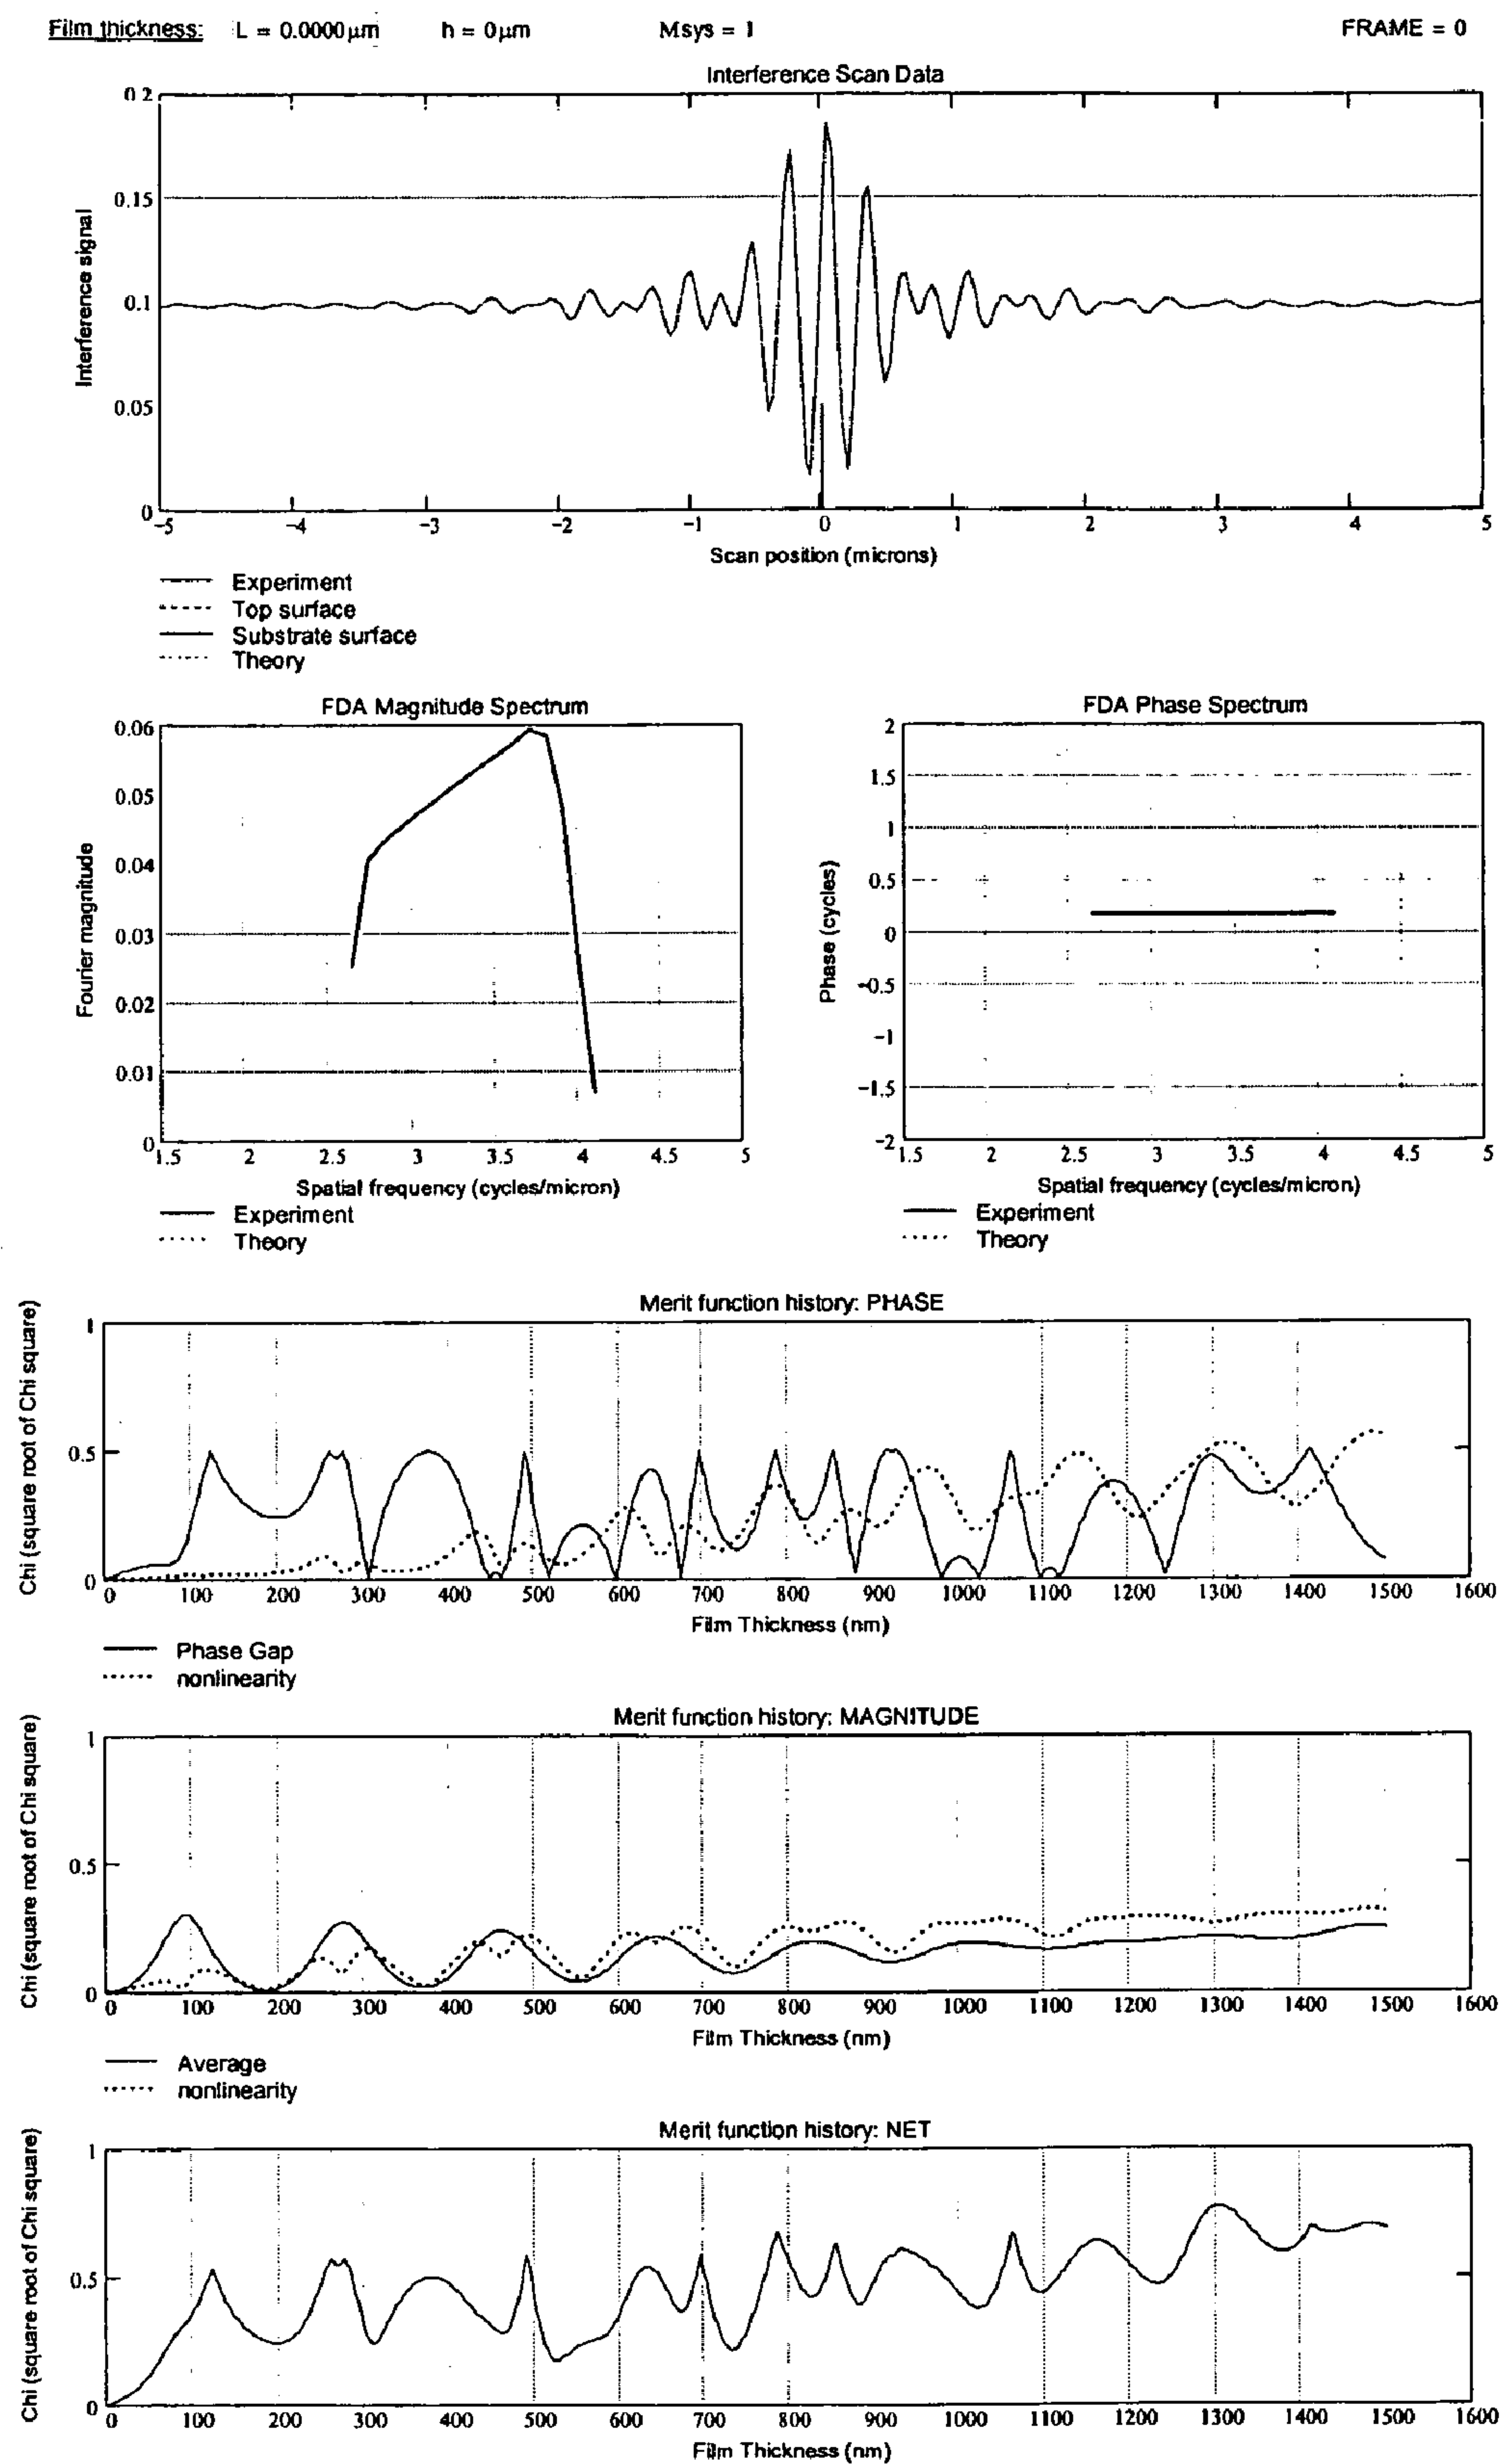 Film thickness: L = 0.0000 µm h = 0 µm Msys = 1 FRAME = 0
Interference Scan Data
Interference signal
0.2
0.15
0.1
0.05
0
-5 -4 -3 -2 -1 0 1 2 3 4 5
Scan position (microns)
Experiment
Top surface
Substrate surface
Theory
FDA Magnitude Spectrum
Fourier magnitude
0.06
0.05
0.04
0.03
0.02
0.01
0
1.5 2 2.5 3 3.5 4 4.5 5
Spatial frequency (cycles/micron)
Experiment
Theory
FDA Phase Spectrum
Phase (cycles)
2
1.5
1
0.5
0
-0.5
-1
-1.5
-2
1.5 2 2.5 3 3.5 4 4.5 5
Spatial frequency (cycles/micron)
Experiment
Theory
Merit function history: PHASE
Chi (square root of Chi square)
1
0.5
0
0 100 200 300 400 500 600 700 800 900 1000 1100 1200 1300 1400 1500 1600
Film Thickness (nm)
Phase Gap
nonlinearity
Merit function history: MAGNITUDE
Chi (square root of Chi square)
1
0.5
0
0 100 200 300 400 500 600 700 800 900 1000 1100 1200 1300 1400 1500 1600
Film Thickness (nm)
Average
nonlinearity
Merit function history: NET
Chi (square root of Chi square)
1
0.5
0
0 100 200 300 400 500 600 700 800 900 1000 1100 1200 1300 1400 1500 1600
Film Thickness (nm)